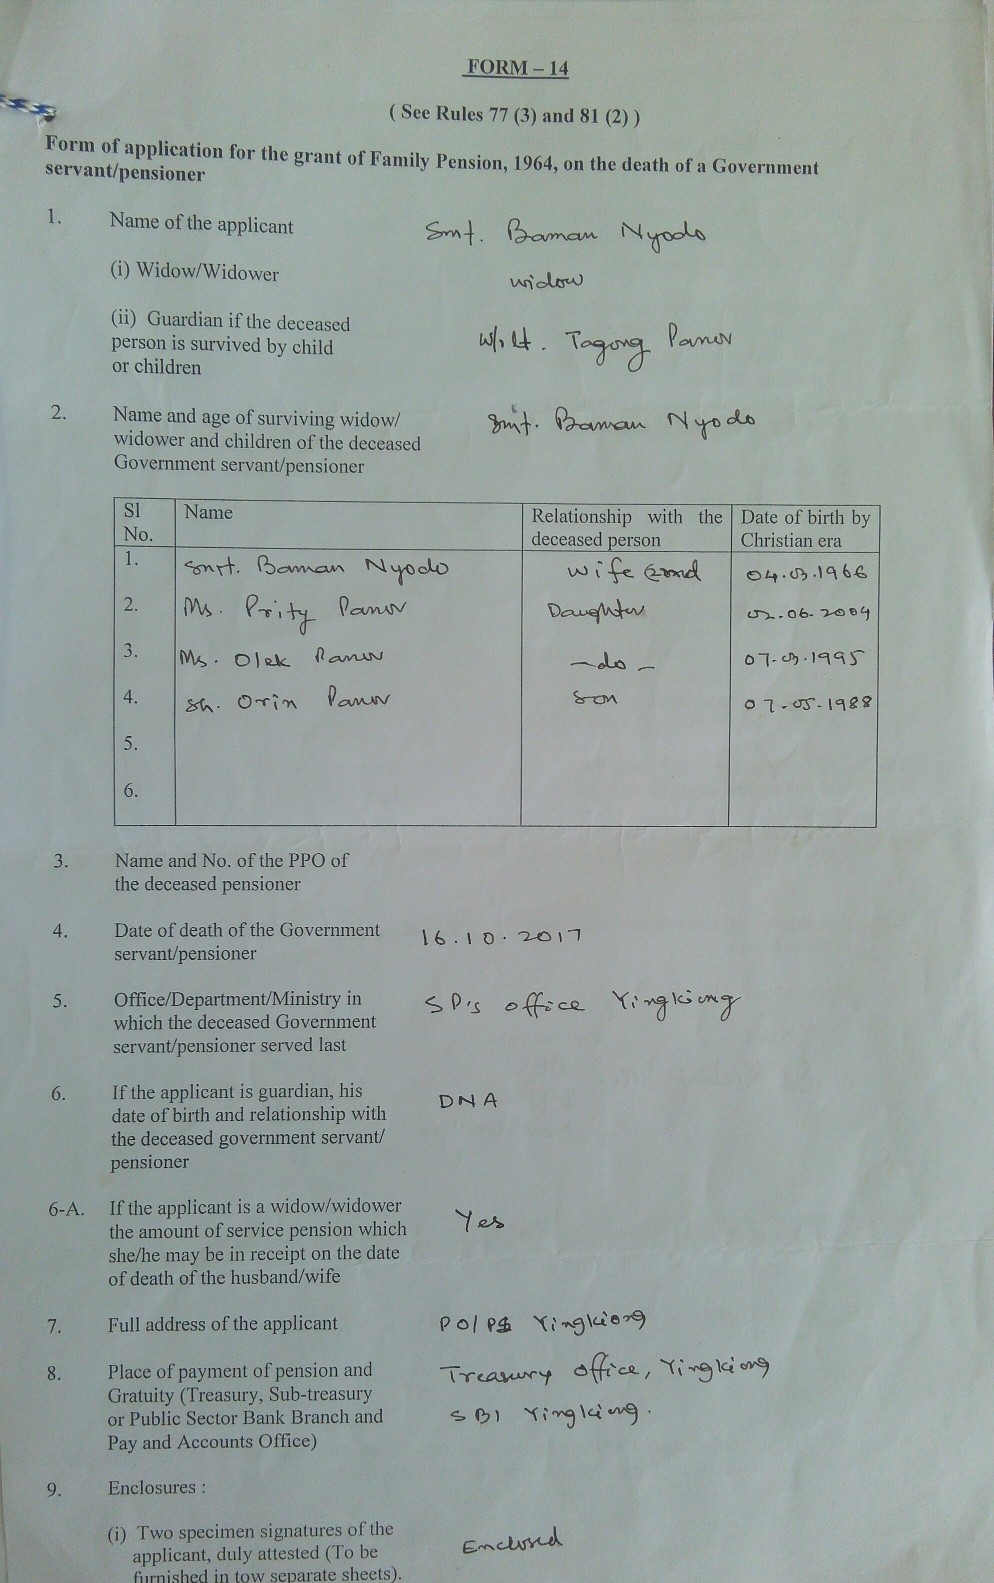 FORM – 14
( See Rules 77 (3) and 81 (2) )
Form of application for the grant of Family Pension, 1964, on the death of a Government
servant/pensioner
1. Name of the applicant Smt. Baman Nyodo
(i) Widow/Widower widow
(ii) Guardian if the deceased
person is survived by child W/o Lt. Tagong Panor
or children
2. Name and age of surviving widow/ Smt. Baman Nyodo
widower and children of the deceased
Government servant/pensioner
Sl Name Relationship with the Date of birth by
No. deceased person Christian era
1. Smt. Baman Nyodo wife 04.03.1966
2. Ms. Prity Panor Daughter 02.06.2004
3. Ms. Olek Panor –do– 07.03.1995
4. Sh. Orin Panor Son 07.05.1988
5.
6.
3. Name and No. of the PPO of
the deceased pensioner
4. Date of death of the Government 16.10.2017
servant/pensioner
5. Office/Department/Ministry in SP's office Yingkiong
which the deceased Government
servant/pensioner served last
6. If the applicant is guardian, his DNA
date of birth and relationship with
the deceased government servant/
pensioner
6-A. If the applicant is a widow/widower Yes
the amount of service pension which
she/he may be in receipt on the date
of death of the husband/wife
7. Full address of the applicant PO/PS Yingkiong
8. Place of payment of pension and Treasury office, Yingkiong
Gratuity (Treasury, Sub-treasury
or Public Sector Bank Branch and SBI Yingkiong.
Pay and Accounts Office)
9. Enclosures :
(i) Two specimen signatures of the Enclosed
applicant, duly attested (To be
furnished in tow separate sheets).